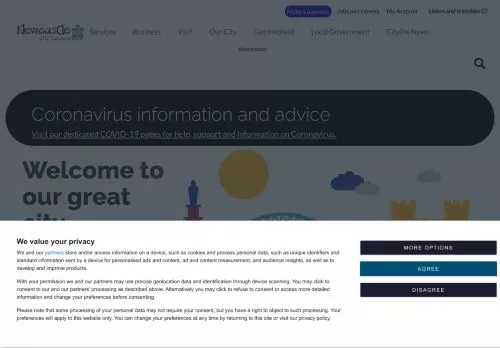 Make a payment Jobs and careers My Account Listen and translate
Newcastle
City Council
Services Business Visit Our City Get Involved Local Government Citylife News
Coronavirus information and advice
Visit our dedicated COVID-19 pages for help, support and information on Coronavirus.
Welcome to
our great
city
We value your privacy
We and our partners store and/or access information on a device, such as cookies and process personal data, such as unique identifiers and
standard information sent by a device for personalised ads and content, ad and content measurement, and audience insights, as well as to
develop and improve products.
With your permission we and our partners may use precise geolocation data and identification through device scanning. You may click to
consent to our and our partners' processing as described above. Alternatively you may click to refuse to consent or access more detailed
information and change your preferences before consenting.
Please note that some processing of your personal data may not require your consent, but you have a right to object to such processing. Your
preferences will apply to this website only. You can change your preferences at any time by returning to this site or visit our privacy policy.
MORE OPTIONS
AGREE
DISAGREE